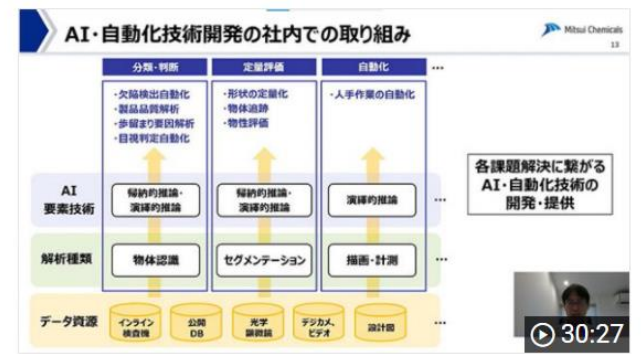 AI・自動化技術開発の社内での取り組み
Mitsui Chemicals
13
分類・判断
定量評価
自動化
…
・欠陥検出自動化
・製品品質解析
・歩留まり要因解析
・目視判定自動化
・形状の定量化
・物体追跡
・物性評価
・人手作業の自動化
各課題解決に繋がる
AI・自動化技術の
開発・提供
AI
要素技術
帰納的推論・
演繹的推論
帰納的推論・
演繹的推論
演繹的推論
…
解析種類
物体認識
セグメンテーション
描画・計測
…
データ資源
インライン
検査機
公開
DB
光学
顕微鏡
デジカメ、
ビデオ
設計図
…
30:27